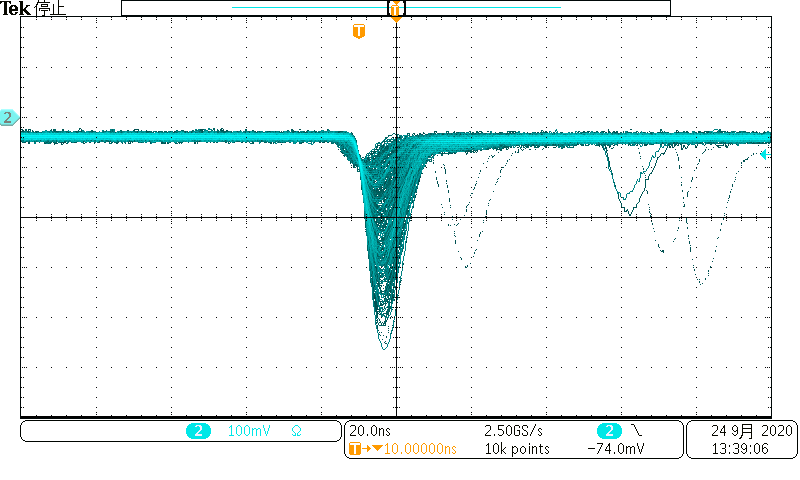 Tek 停止
T
T
2
2 100mV Ω
20.0ns 2.50GS/s 2
T→▼10.00000ns 10k points −74.0mV
24 9月 2020
13:39:06